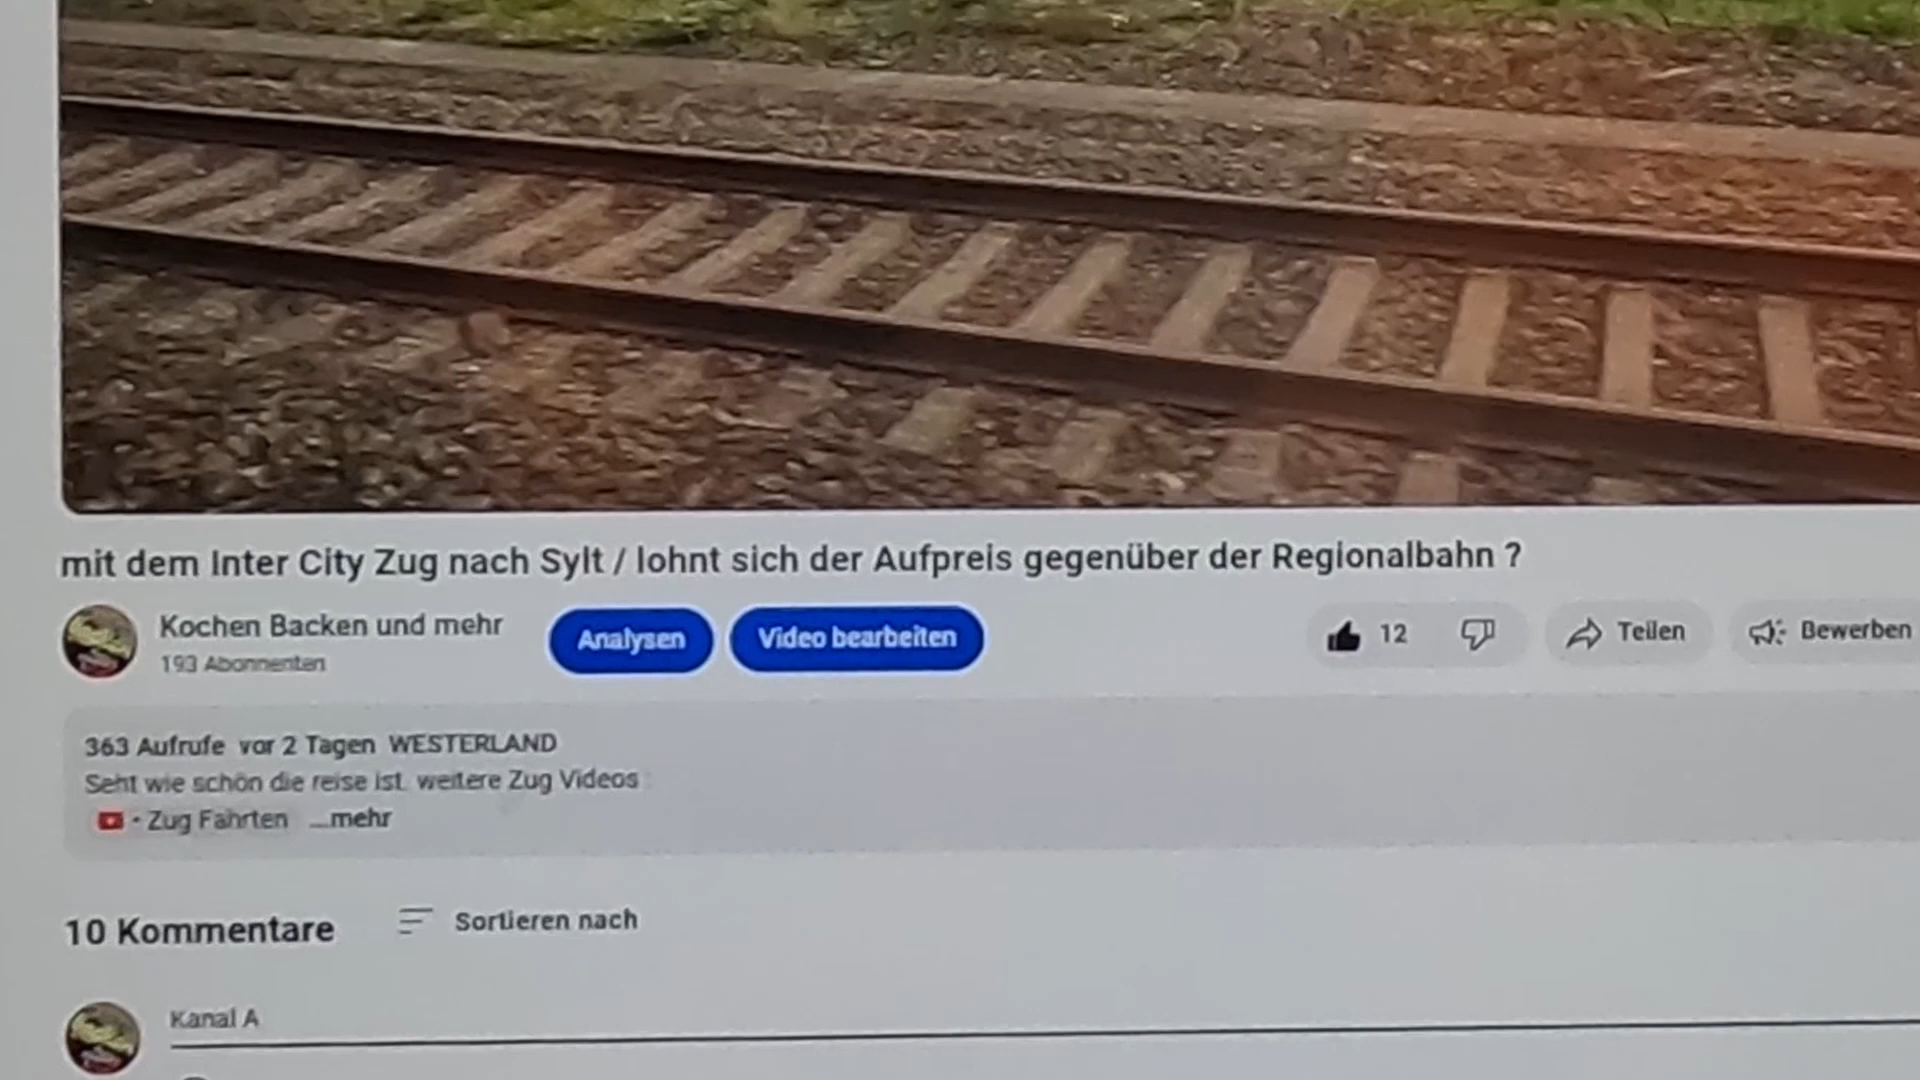 mit dem Inter City Zug nach Sylt / lohnt sich der Aufpreis gegenüber der Regionalbahn ?
Kochen Backen und mehr
193 Abonnenten
Analysen
Video bearbeiten
12
Teilen
Bewerben
363 Aufrufe vor 2 Tagen WESTERLAND
Seht wie schön die reise ist. weitere Zug Videos :
• Zug Fahrten ...mehr
10 Kommentare
Sortieren nach
Kanal A